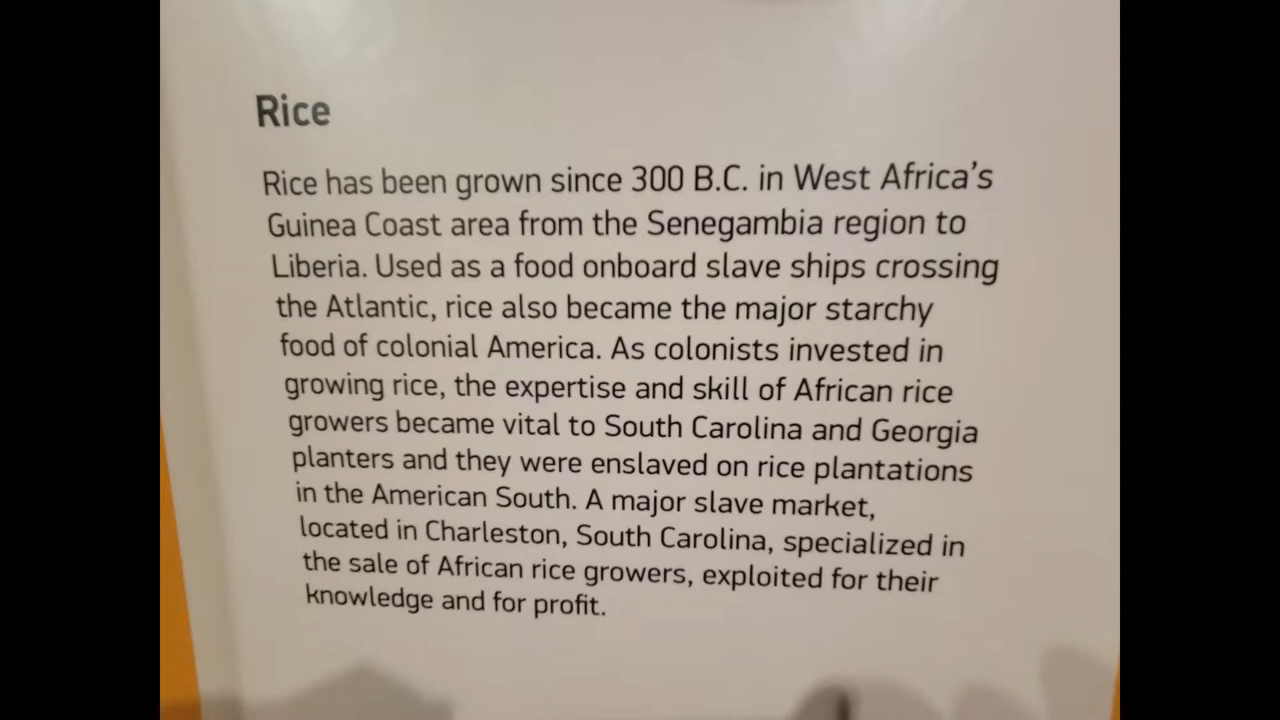 Rice
Rice has been grown since 300 B.C. in West Africa's
Guinea Coast area from the Senegambia region to
Liberia. Used as a food onboard slave ships crossing
the Atlantic, rice also became the major starchy
food of colonial America. As colonists invested in
growing rice, the expertise and skill of African rice
growers became vital to South Carolina and Georgia
planters and they were enslaved on rice plantations
in the American South. A major slave market,
located in Charleston, South Carolina, specialized in
the sale of African rice growers, exploited for their
knowledge and for profit.